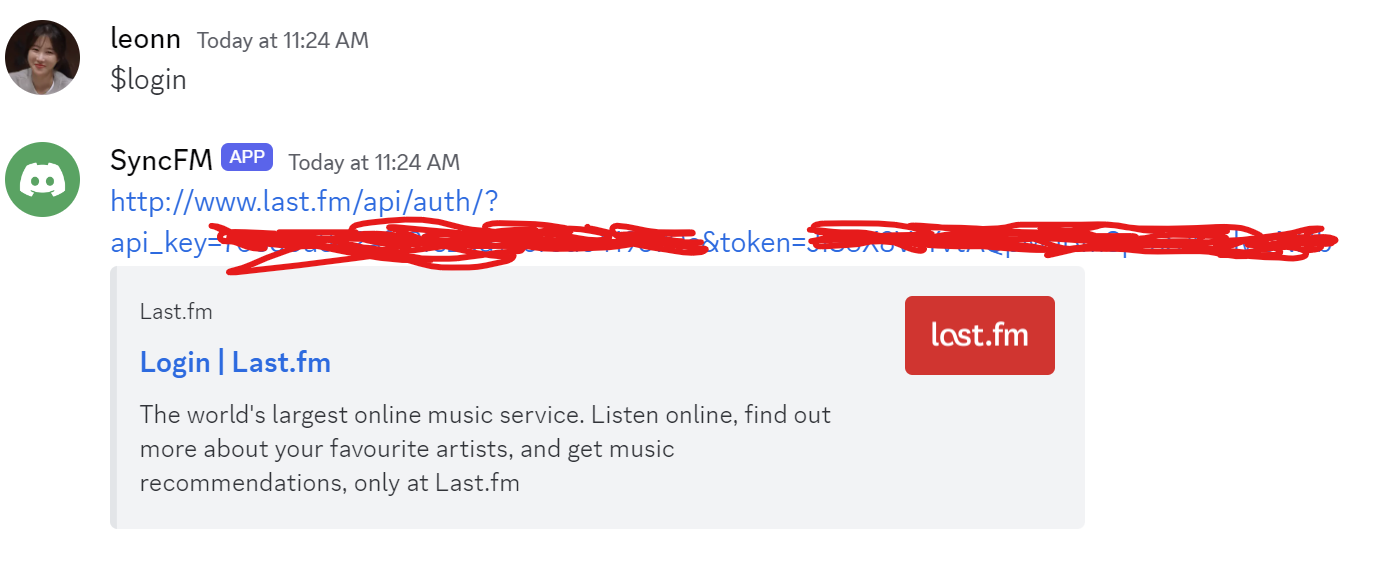 leonn Today at 11:24 AM
$login
SyncFM APP Today at 11:24 AM
http://www.last.fm/api/auth/?
api_key= &token=
Last.fm
last.fm
Login | Last.fm
The world's largest online music service. Listen online, find out
more about your favourite artists, and get music
recommendations, only at Last.fm